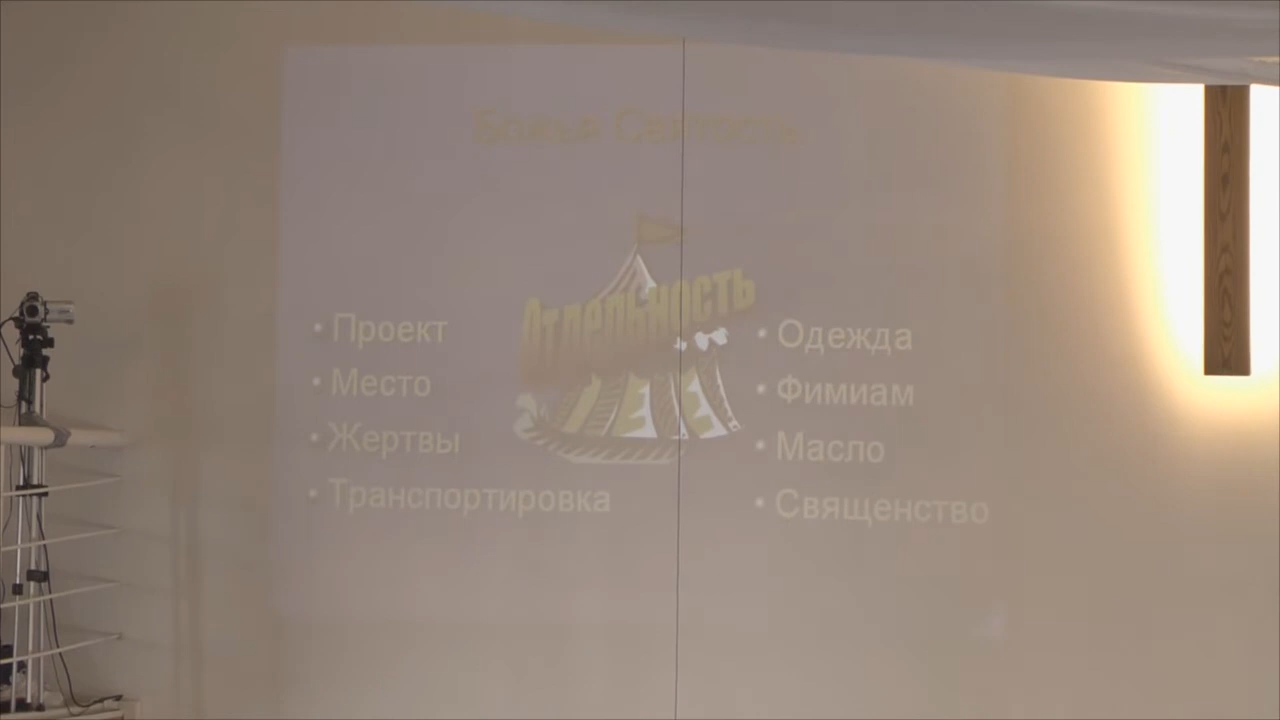 Божья Святость
Отдельность
• Проект
• Место
• Жертвы
• Транспортировка
• Одежда
• Фимиам
• Масло
• Священство